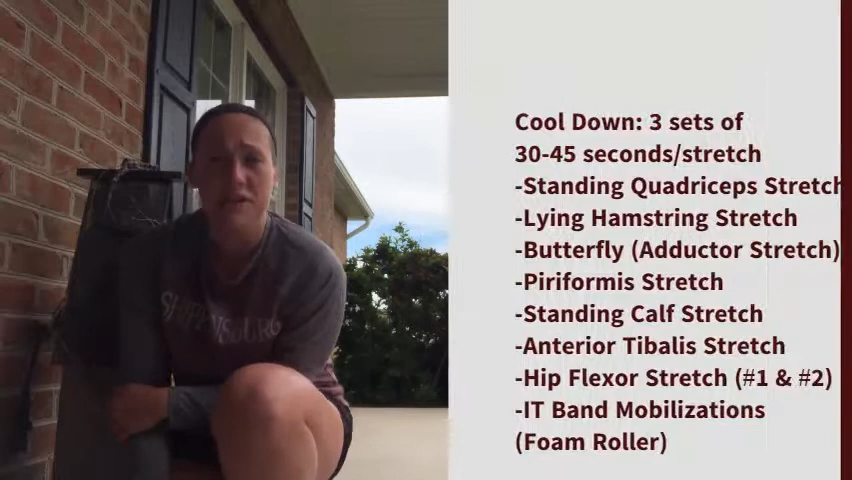 Cool Down: 3 sets of
30-45 seconds/stretch
-Standing Quadriceps Stretch
-Lying Hamstring Stretch
-Butterfly (Adductor Stretch)
-Piriformis Stretch
-Standing Calf Stretch
-Anterior Tibalis Stretch
-Hip Flexor Stretch (#1 & #2)
-IT Band Mobilizations
(Foam Roller)
SHIPPENSBURG